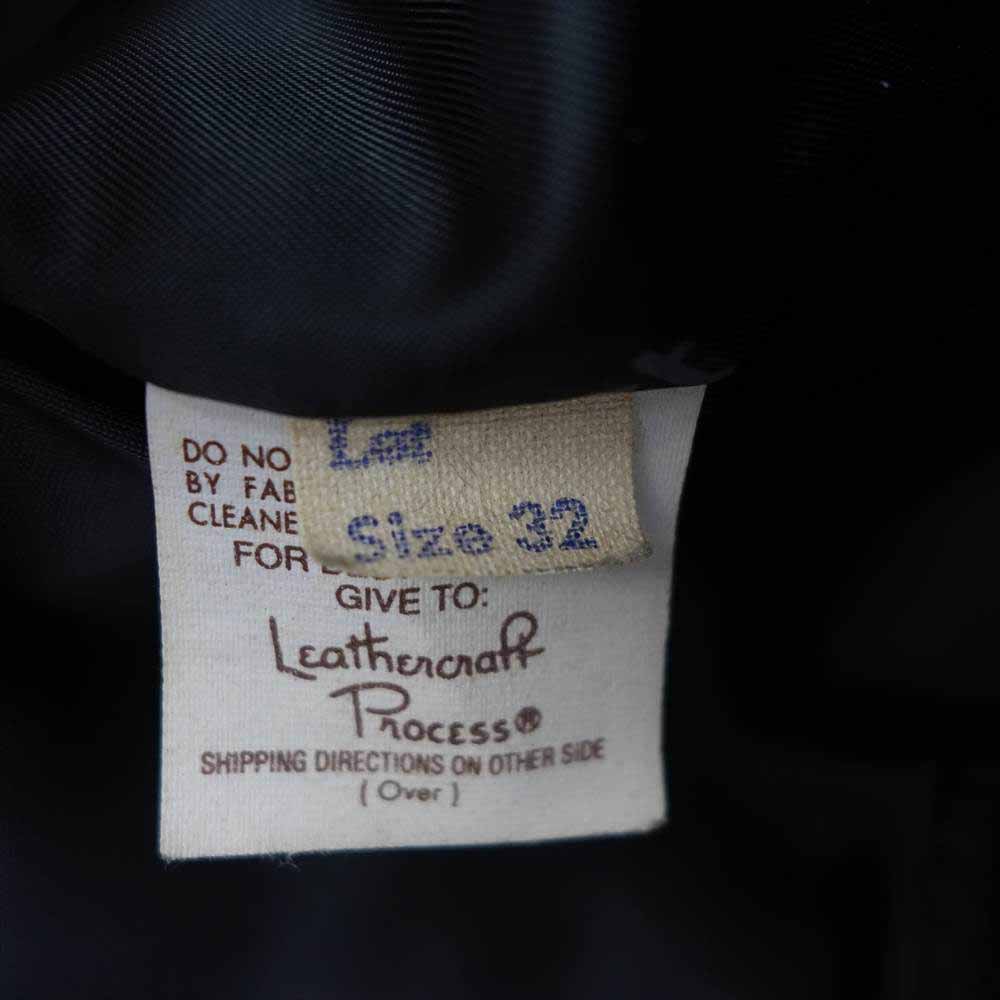 Lot
Size 32
DO NO
BY FAB
CLEANE
FOR
GIVE TO:
Leathercraft
Process®
SHIPPING DIRECTIONS ON OTHER SIDE
(Over)